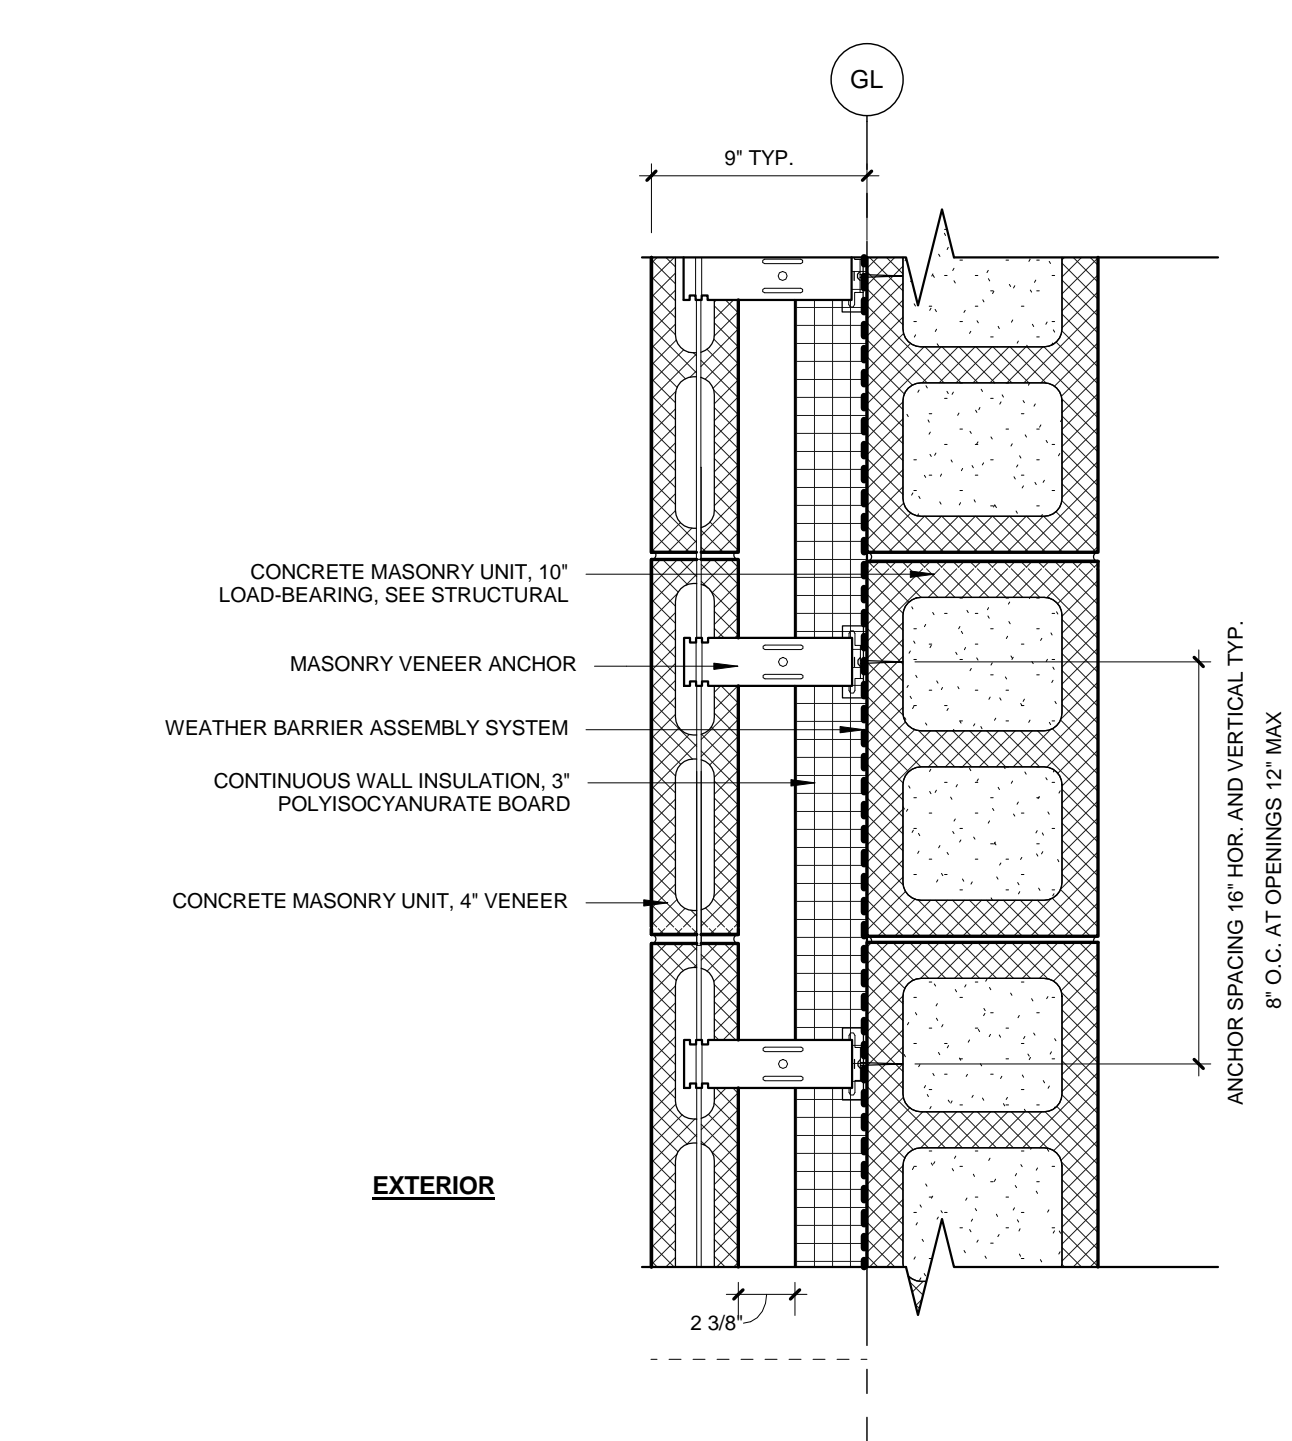 GL
9" TYP.
CONCRETE MASONRY UNIT, 10"
LOAD-BEARING, SEE STRUCTURAL
MASONRY VENEER ANCHOR
WEATHER BARRIER ASSEMBLY SYSTEM
CONTINUOUS WALL INSULATION, 3"
POLYISOCYANURATE BOARD
CONCRETE MASONRY UNIT, 4" VENEER
ANCHOR SPACING 16" HOR. AND VERTICAL TYP.
8" O.C. AT OPENINGS 12" MAX
EXTERIOR
2 3/8"